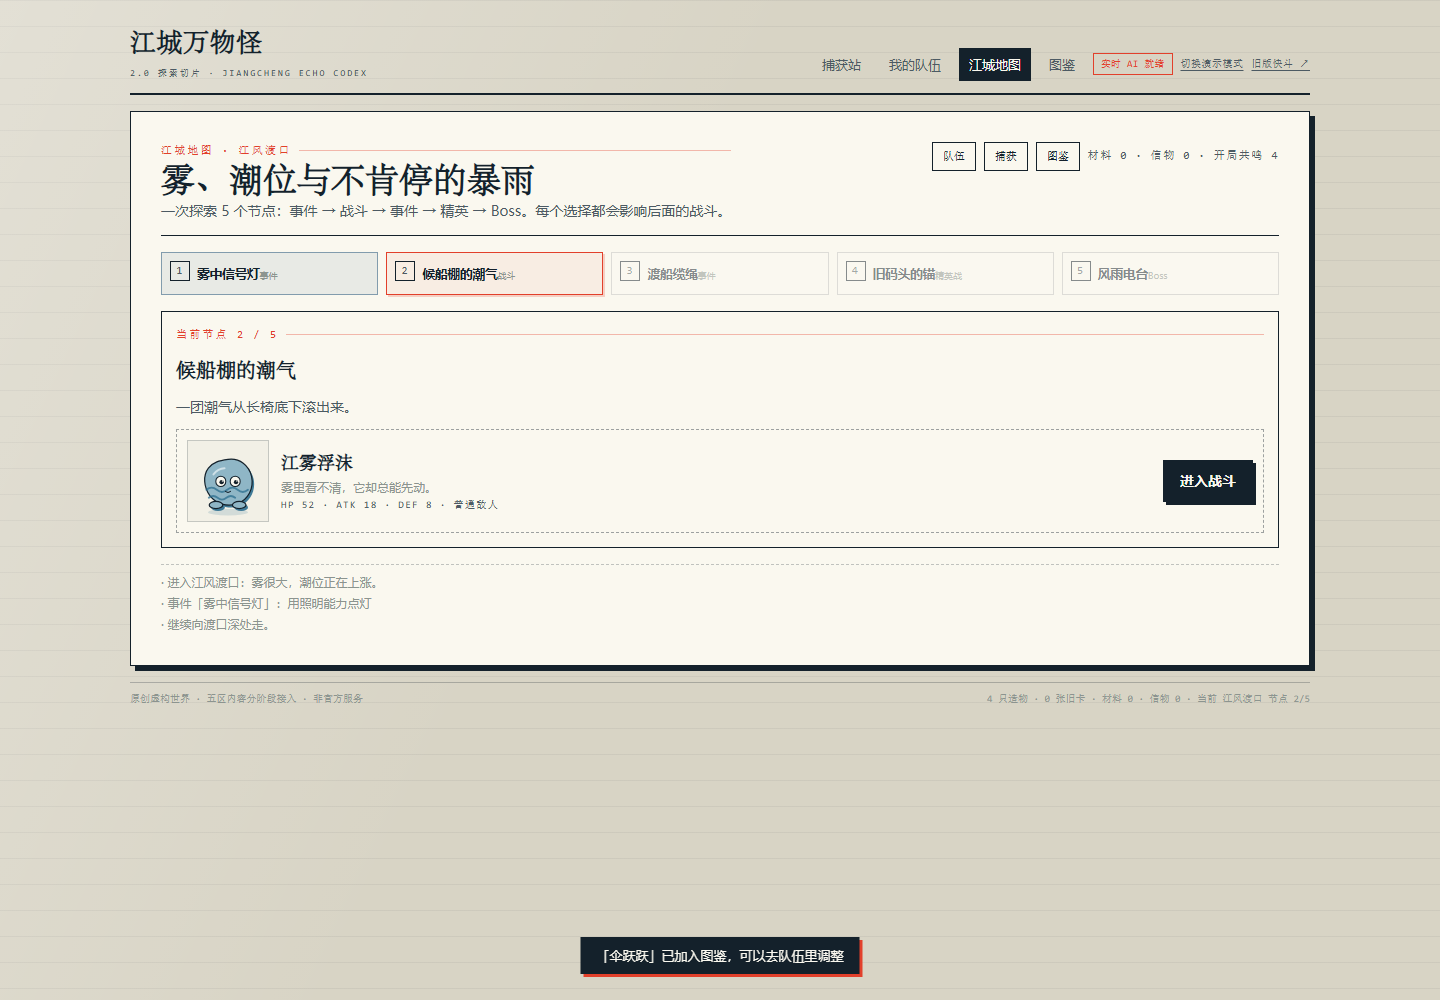 江城万物怪
2.0 探索切片 · JIANGCHENG ECHO CODEX
捕获站 我的队伍 江城地图 图鉴 实时 AI 就绪 切换演示模式 旧版快斗 ↗
江城地图 · 江风渡口
雾、潮位与不肯停的暴雨
一次探索 5 个节点：事件 → 战斗 → 事件 → 精英 → Boss。每个选择都会影响后面的战斗。
队伍 捕获 图鉴 材料 0 · 信物 0 · 开局共鸣 4
1 雾中信号灯事件
2 候船棚的潮气战斗
3 渡船缆绳事件
4 旧码头的锚精英战
5 风雨电台Boss
当前节点 2 / 5
候船棚的潮气
一团潮气从长椅底下滚出来。
江雾浮沫
雾里看不清，它却总能先动。
HP 52 · ATK 18 · DEF 8 · 普通敌人
进入战斗
· 进入江风渡口：雾很大，潮位正在上涨。
· 事件「雾中信号灯」：用照明能力点灯
· 继续向渡口深处走。
原创虚构世界 · 五区内容分阶段接入 · 非官方服务
4 只造物 · 0 张旧卡 · 材料 0 · 信物 0 · 当前 江风渡口 节点 2/5
「伞跃跃」已加入图鉴，可以去队伍里调整